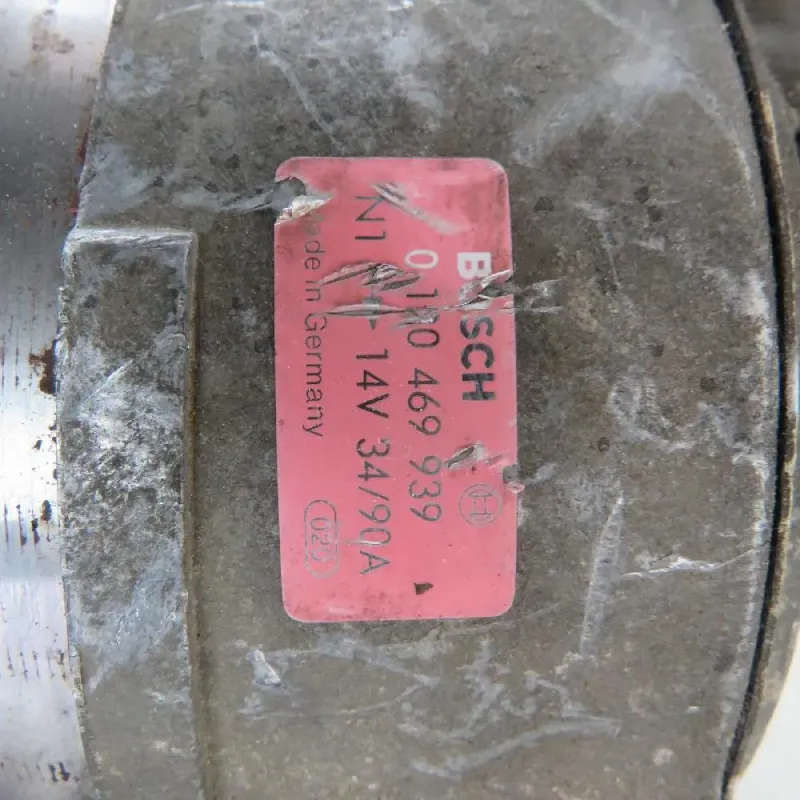 BOSCH
0 120 469 939
N1 14V 34/90A
Made in Germany 022